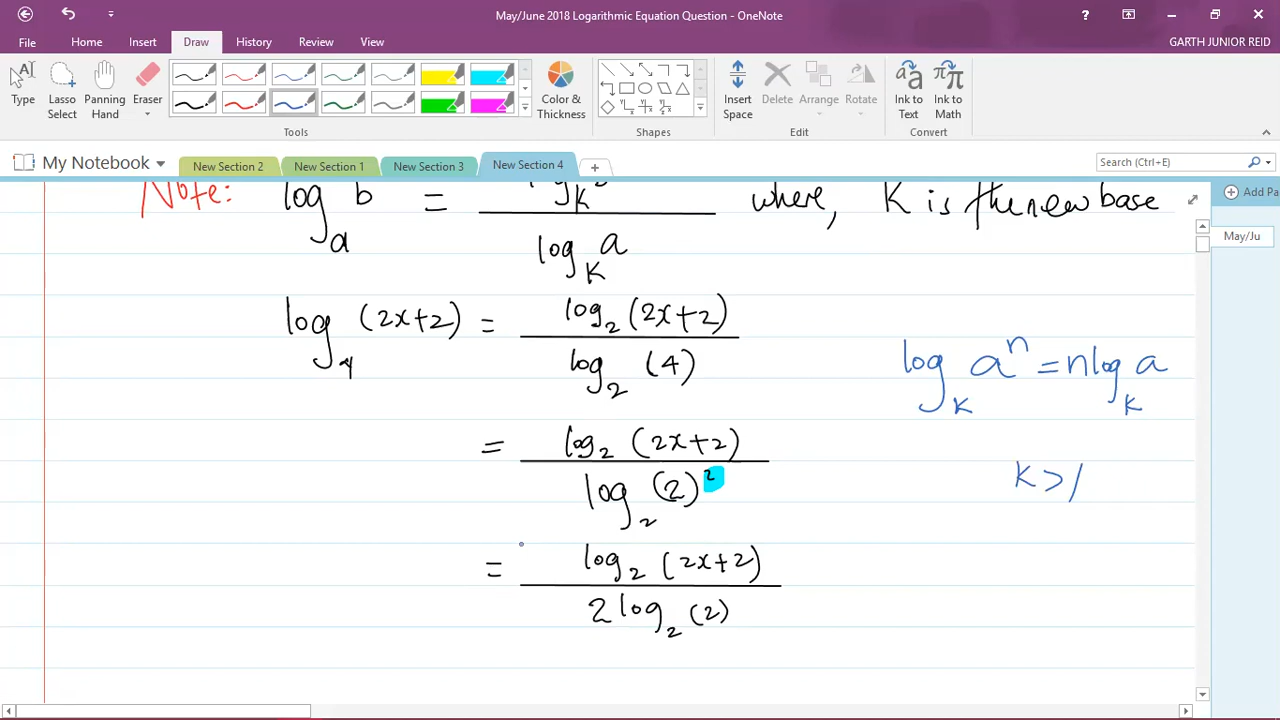 May/June 2018 Logarithmic Equation Question - OneNote
File Home Insert Draw History Review View GARTH JUNIOR REID
Type Lasso Select Panning Hand Eraser Color & Thickness Insert Space Delete Arrange Rotate Ink to Text Ink to Math
Tools Shapes Edit Convert
My Notebook New Section 2 New Section 1 New Section 3 New Section 4 Search (Ctrl+E)
Add Pa
May/Ju
Note: log_a b = / log_K a where, K is the new base
log_4 (2x+2) = log_2 (2x+2) / log_2 (4)
log_K a^n = n log_K a
= log_2 (2x+2) / log_2 (2)^2
K > 1
= log_2 (2x+2) / 2 log_2 (2)